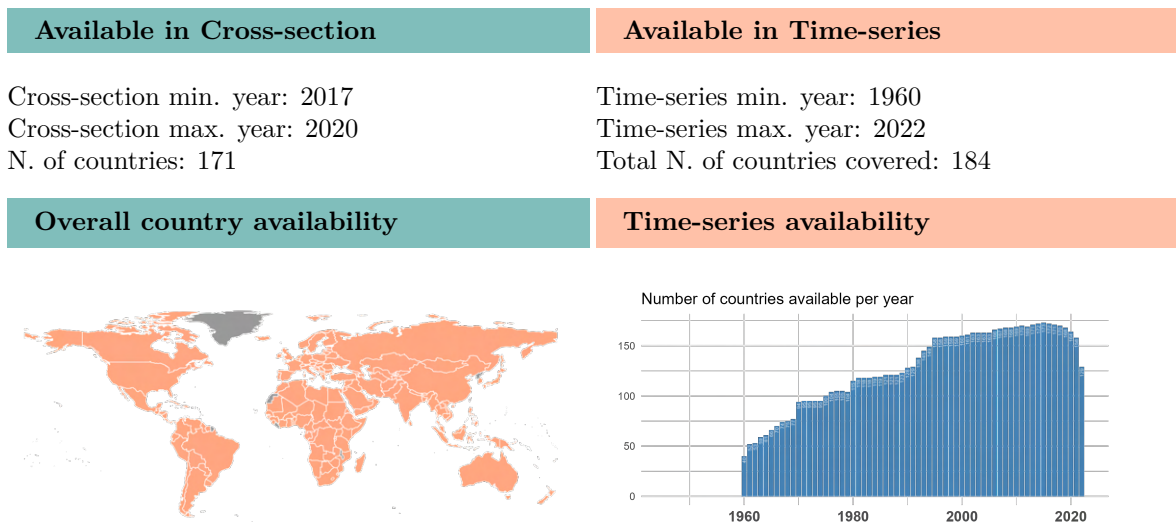 Available in Cross-section
Available in Time-series
Cross-section min. year: 2017
Cross-section max. year: 2020
N. of countries: 171
Time-series min. year: 1960
Time-series max. year: 2022
Total N. of countries covered: 184
Overall country availability
Time-series availability
Number of countries available per year
150
100
50
0
1960
1980
2000
2020